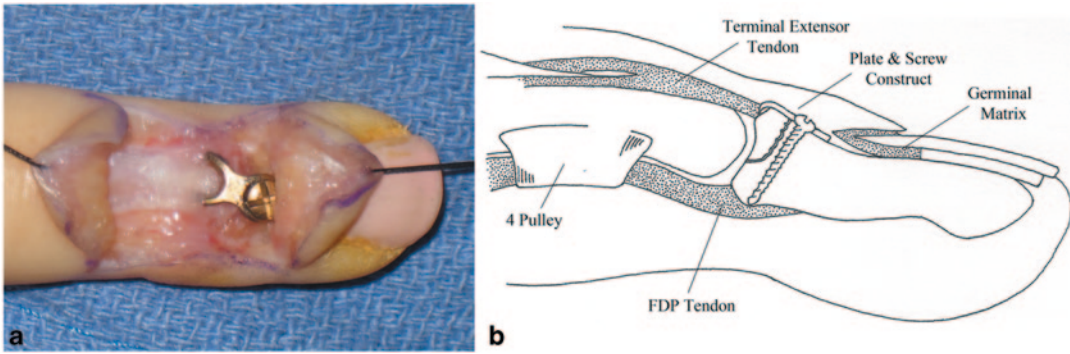 a
b
Terminal Extensor
Tendon
Plate & Screw
Construct
Germinal
Matrix
4 Pulley
FDP Tendon